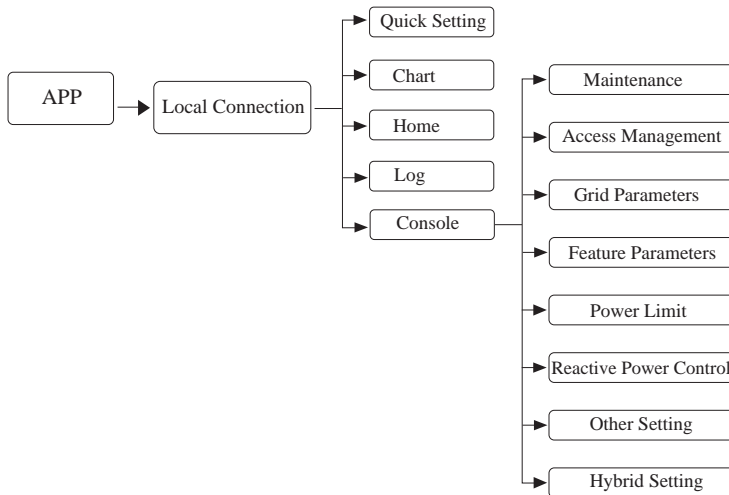 APP
Local Connection
Quick Setting
Chart
Home
Log
Console
Maintenance
Access Management
Grid Parameters
Feature Parameters
Power Limit
Reactive Power Control
Other Setting
Hybrid Setting